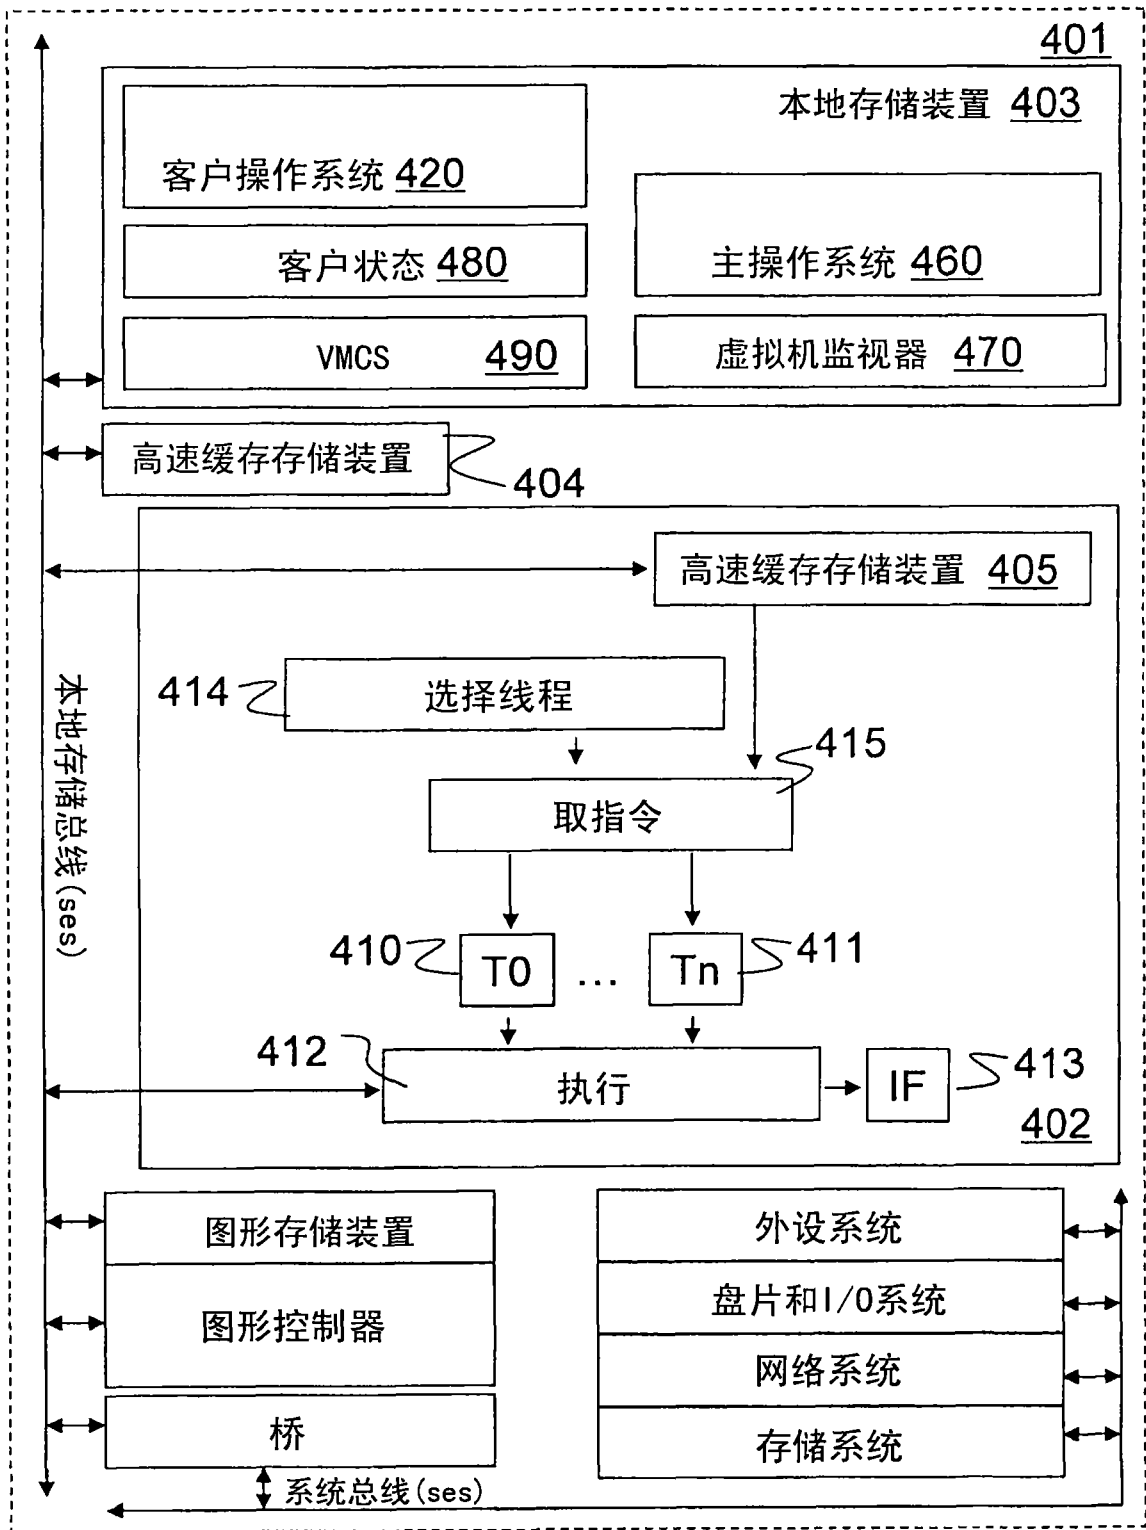 401
本地存储装置 403
客户操作系统 420
客户状态 480
主操作系统 460
VMCS 490
虚拟机监视器 470
高速缓存存储装置
404
高速缓存存储装置 405
414
选择线程
415
取指令
本地存储总线(ses)
410
T0
...
Tn
411
412
执行
IF
413
402
图形存储装置
图形控制器
桥
系统总线(ses)
外设系统
盘片和I/O系统
网络系统
存储系统